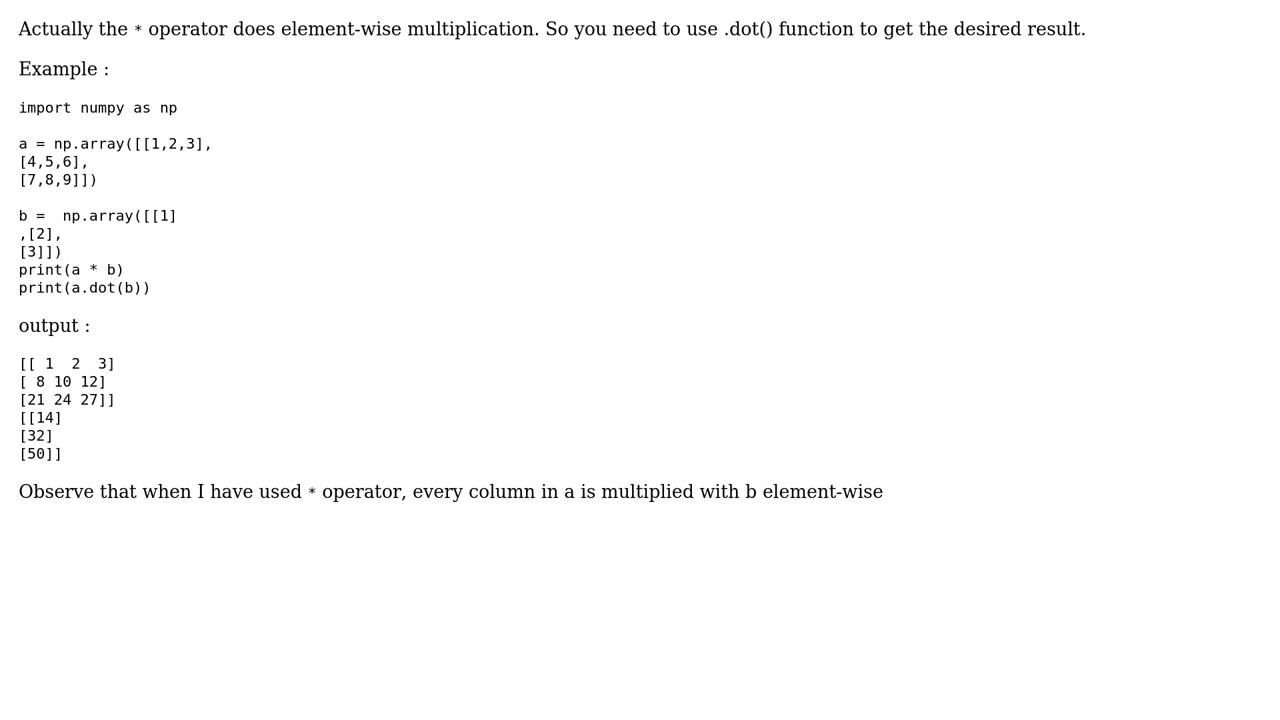 Actually the * operator does element-wise multiplication. So you need to use .dot() function to get the desired result.
Example :
import numpy as np
a = np.array([[1,2,3],
[4,5,6],
[7,8,9]])
b =  np.array([[1]
,[2],
[3]])
print(a * b)
print(a.dot(b))
output :
[[ 1  2  3]
[ 8 10 12]
[21 24 27]]
[[14]
[32]
[50]]
Observe that when I have used * operator, every column in a is multiplied with b element-wise